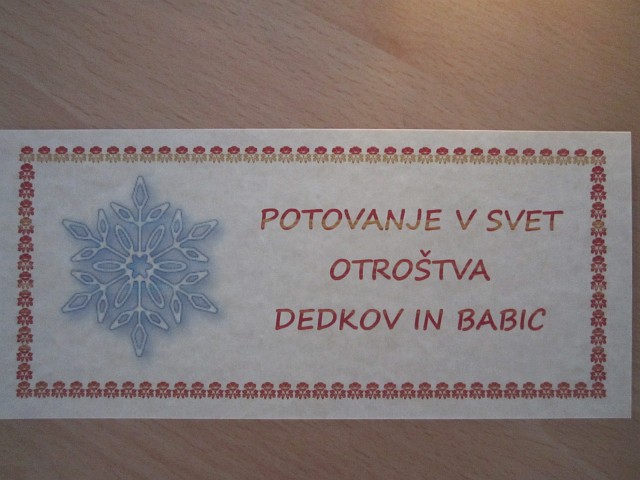 POTOVANJE V SVET
OTROŠTVA
DEDKOV IN BABIC